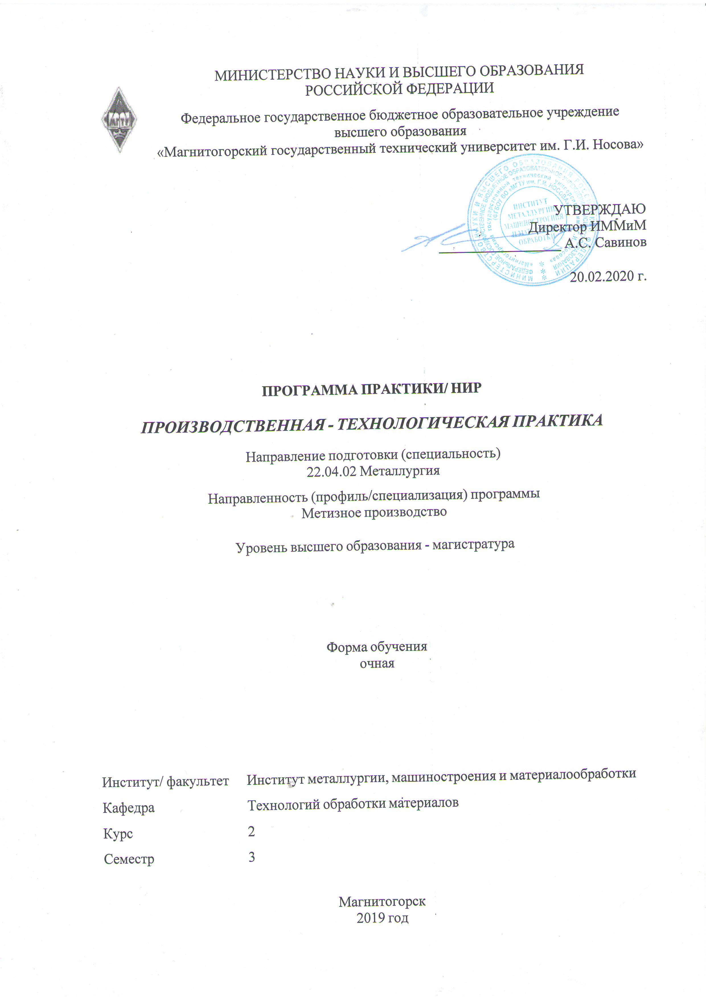 МИНИСТЕРСТВО НАУКИ И ВЫСШЕГО ОБРАЗОВАНИЯ
РОССИЙСКОЙ ФЕДЕРАЦИИ
МГТУ
Федеральное государственное бюджетное образовательное учреждение
высшего образования
«Магнитогорский государственный технический университет им. Г.И. Носова»
МИНИСТЕРСТВО НАУКИ И ВЫСШЕГО ОБРАЗОВАНИЯ РОССИЙСКОЙ ФЕДЕРАЦИИ
ФЕДЕРАЛЬНОЕ ГОСУДАРСТВЕННОЕ БЮДЖЕТНОЕ ОБРАЗОВАТЕЛЬНОЕ УЧРЕЖДЕНИЕ ВЫСШЕГО ОБРАЗОВАНИЯ
«Магнитогорский государственный технический университет им. Г.И. Носова»
(ФГБОУ ВО «МГТУ им. Г.И. НОСОВА»)
ИНСТИТУТ
МЕТАЛЛУРГИИ
МАШИНОСТРОЕНИЯ
ОБРАБОТКИ
УТВЕРЖДАЮ
Директор ИММиМ
А.С. Савинов
20.02.2020 г.
ПРОГРАММА ПРАКТИКИ/ НИР
ПРОИЗВОДСТВЕННАЯ - ТЕХНОЛОГИЧЕСКАЯ ПРАКТИКА
Направление подготовки (специальность)
22.04.02 Металлургия
Направленность (профиль/специализация) программы
Метизное производство
Уровень высшего образования - магистратура
Форма обучения
очная
Институт/ факультет Институт металлургии, машиностроения и материалообработки
Кафедра Технологий обработки материалов
Курс 2
Семестр 3
Магнитогорск
2019 год